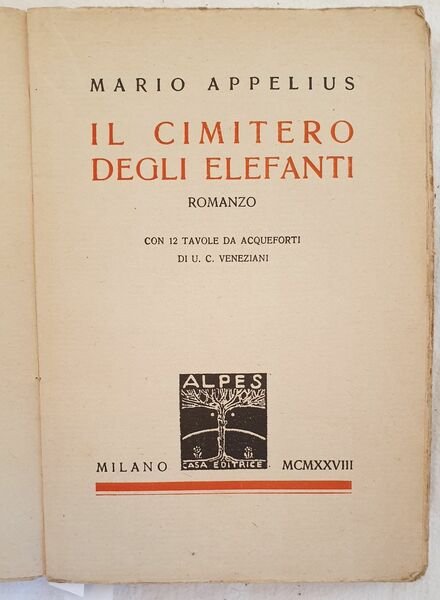 MARIO APPELIUS
IL CIMITERO
DEGLI ELEFANTI
ROMANZO
CON 12 TAVOLE DA ACQUEFORTI
DI U. C. VENEZIANI
ALPES
CASA EDITRICE
MILANO MCMXXVIII